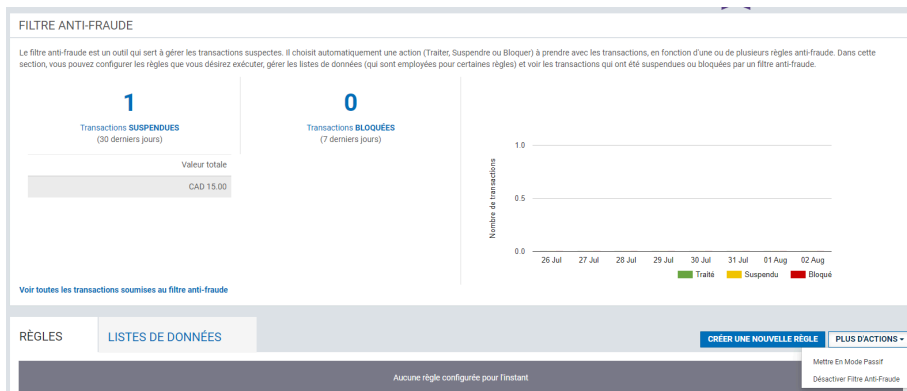 FILTRE ANTI-FRAUDE
Le filtre anti-fraude est un outil qui sert à gérer les transactions suspectes. Il choisit automatiquement une action (Traiter, Suspendre ou Bloquer) à prendre avec les transactions, en fonction d'une ou de plusieurs règles anti-fraude. Dans cette
section, vous pouvez configurer les règles que vous désirez exécuter, gérer les listes de données (qui sont employées pour certaines règles) et voir les transactions qui ont été suspendues ou bloquées par un filtre anti-fraude.
1
Transactions SUSPENDUES
(30 derniers jours)
Valeur totale
CAD 15.00
0
Transactions BLOQUÉES
(7 derniers jours)
Nombre de transactions
1.0
0.5
0.0
26 Jul 27 Jul 28 Jul 29 Jul 30 Jul 31 Jul 01 Aug 02 Aug
Traité Suspendu Bloqué
Voir toutes les transactions soumises au filtre anti-fraude
RÈGLES LISTES DE DONNÉES CRÉER UNE NOUVELLE RÈGLE PLUS D'ACTIONS
Mettre En Mode Passif
Désactiver Filtre Anti-Fraude
Aucune règle configurée pour l'instant